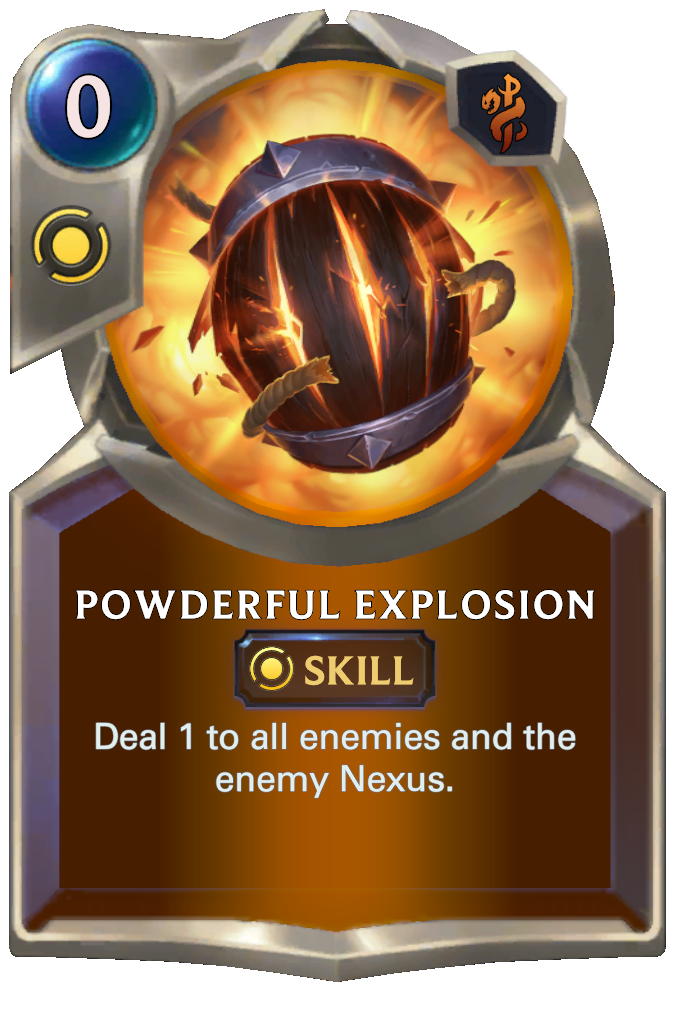 0
POWDERFUL EXPLOSION
SKILL
Deal 1 to all enemies and the
enemy Nexus.